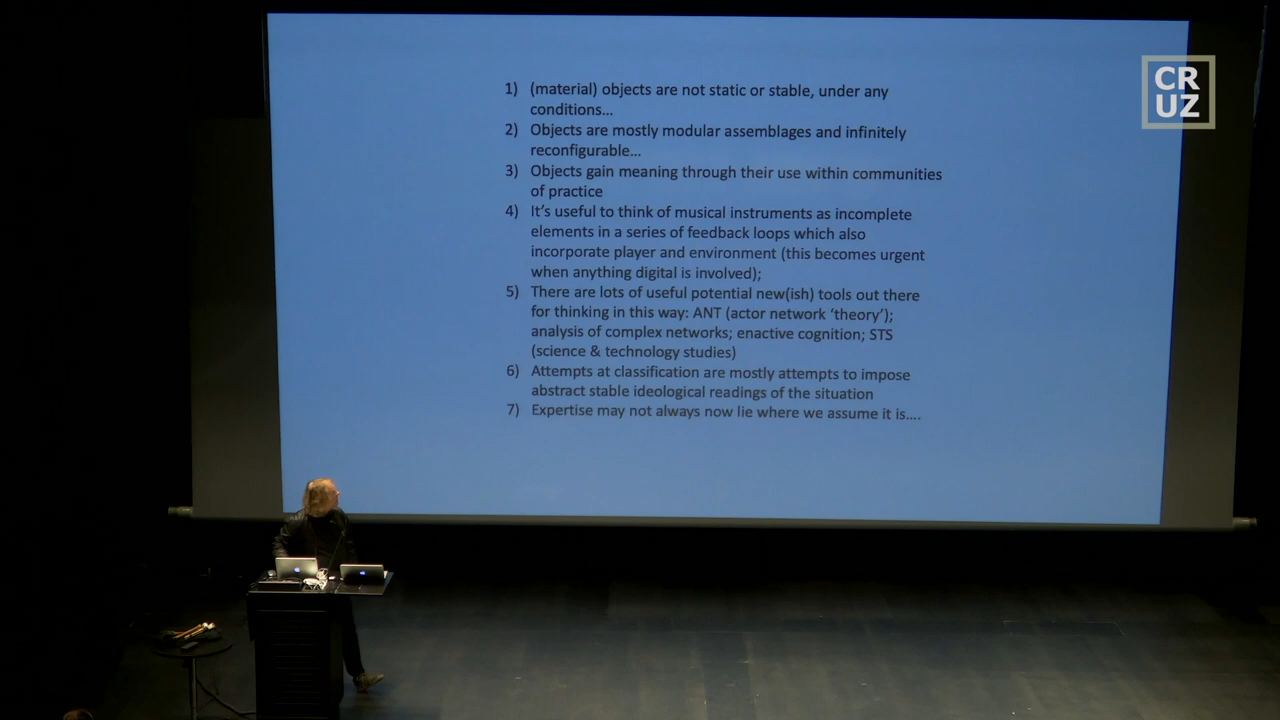 1) (material) objects are not static or stable, under any
conditions…
2) Objects are mostly modular assemblages and infinitely
reconfigurable…
3) Objects gain meaning through their use within communities
of practice
4) It’s useful to think of musical instruments as incomplete
elements in a series of feedback loops which also
incorporate player and environment (this becomes urgent
when anything digital is involved);
5) There are lots of useful potential new(ish) tools out there
for thinking in this way: ANT (actor network ‘theory’);
analysis of complex networks; enactive cognition; STS
(science & technology studies)
6) Attempts at classification are mostly attempts to impose
abstract stable ideological readings of the situation
7) Expertise may not always now lie where we assume it is….
CR
UZ